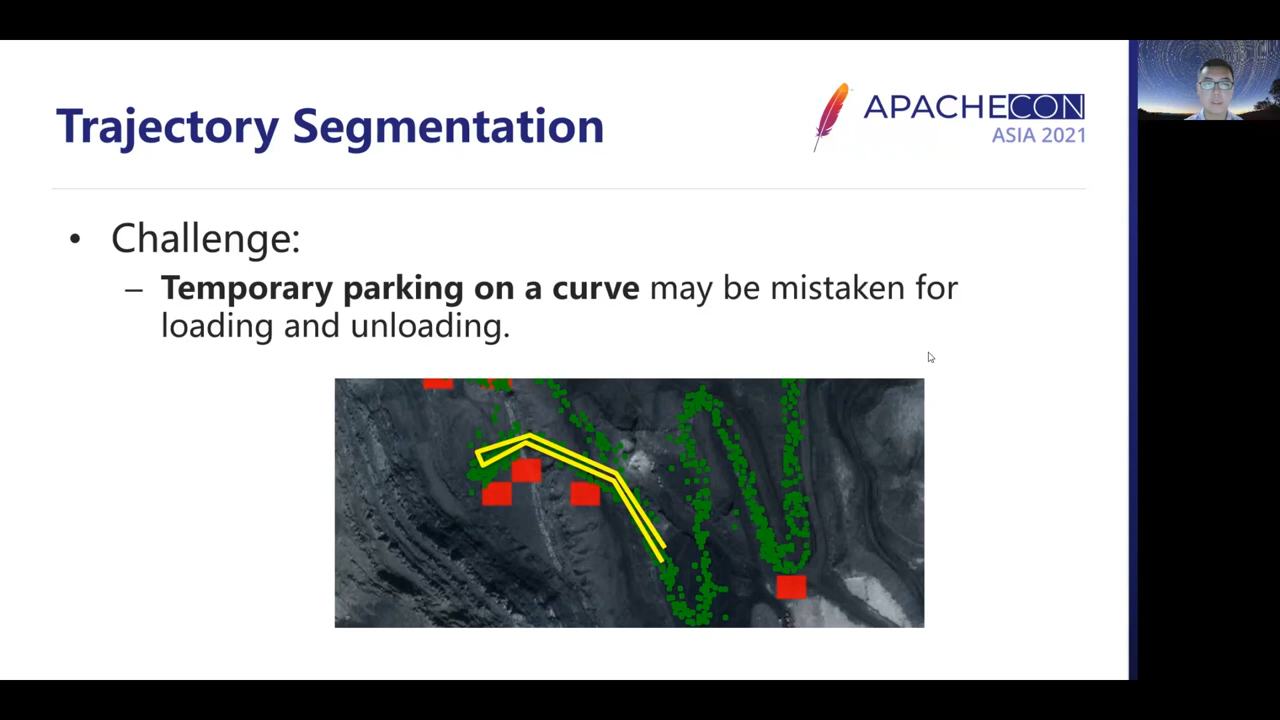 Trajectory Segmentation
APACHECON
ASIA 2021
• Challenge:
– Temporary parking on a curve may be mistaken for
loading and unloading.